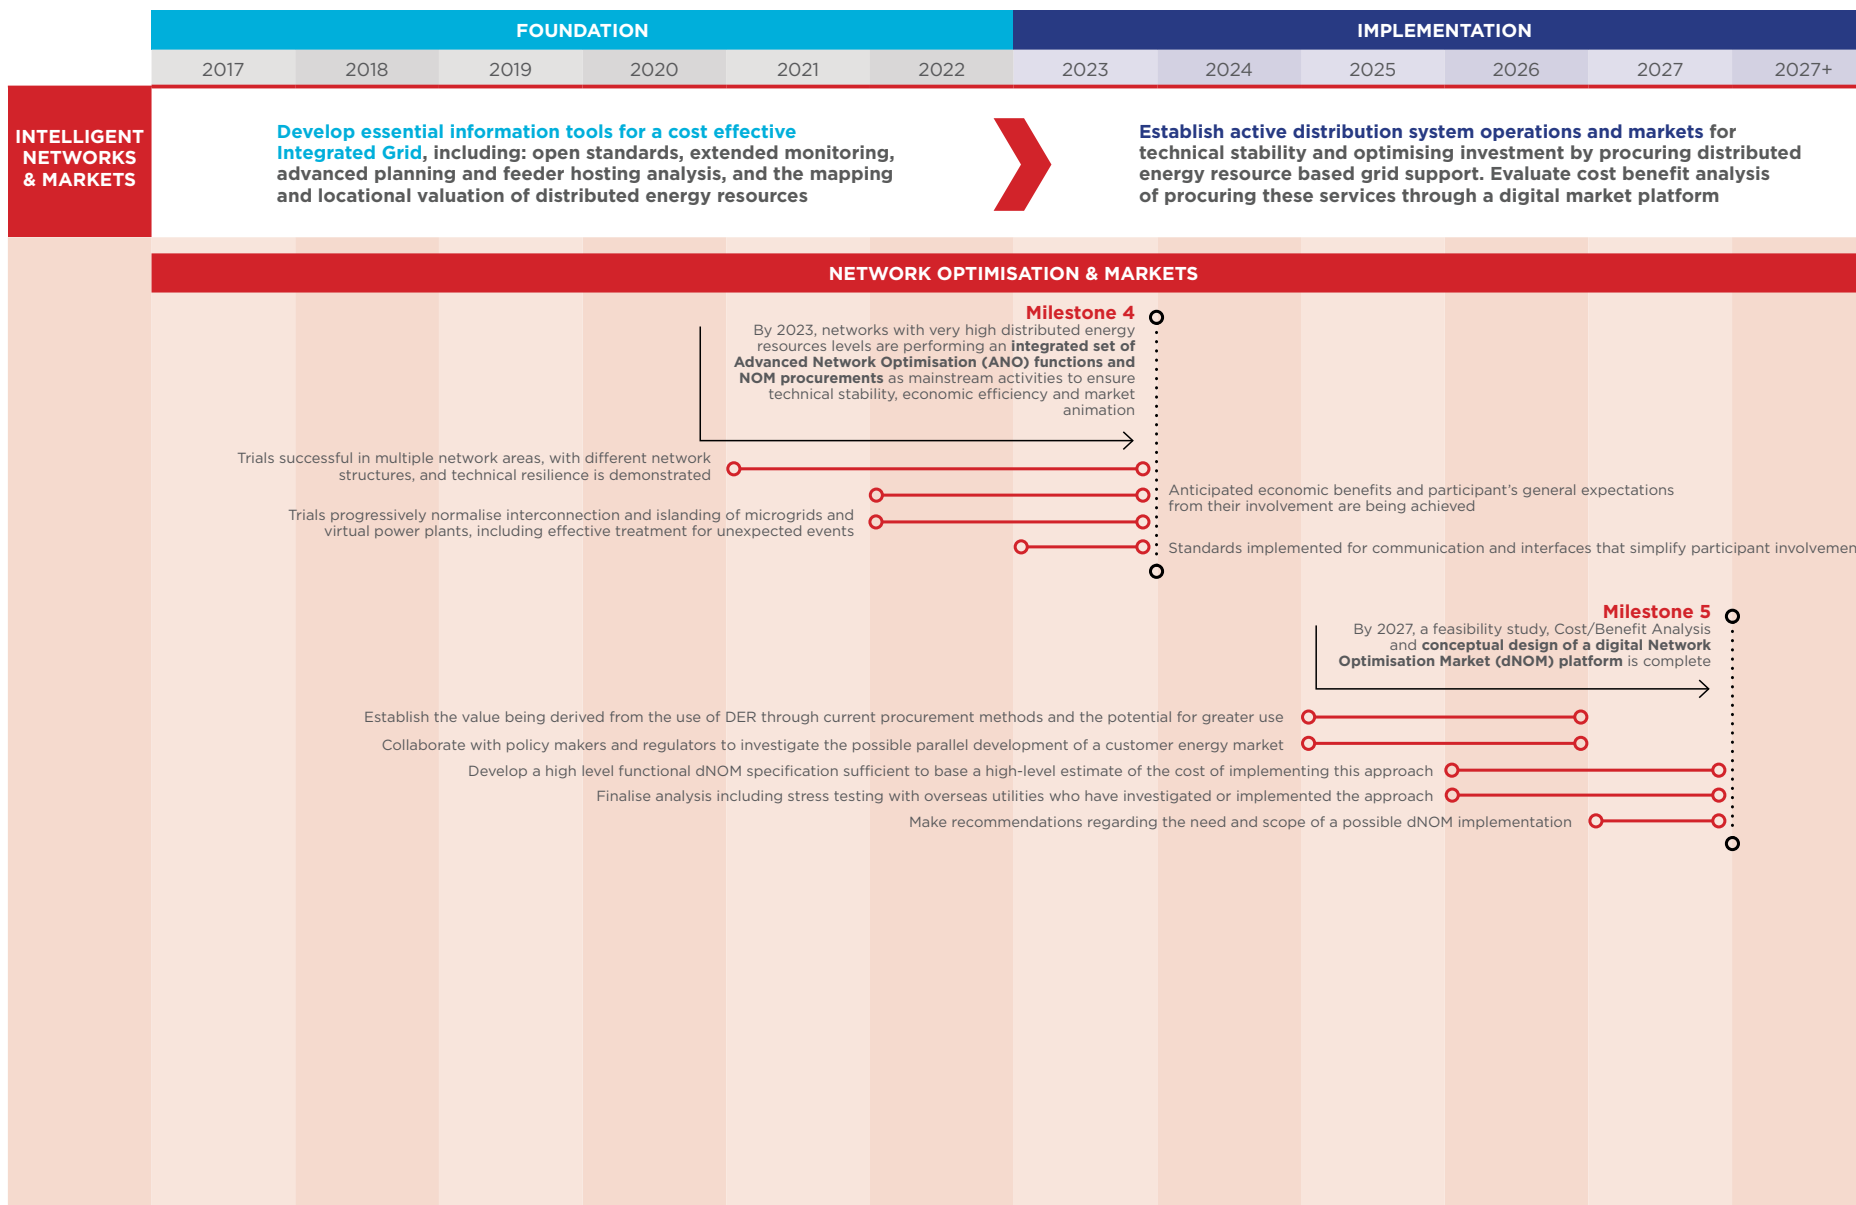 FOUNDATION
IMPLEMENTATION
2017
2018
2019
2020
2021
2022
2023
2024
2025
2026
2027
2027+
INTELLIGENT
NETWORKS
& MARKETS
Develop essential information tools for a cost effective
Integrated Grid, including: open standards, extended monitoring,
advanced planning and feeder hosting analysis, and the mapping
and locational valuation of distributed energy resources
Establish active distribution system operations and markets for
technical stability and optimising investment by procuring distributed
energy resource based grid support. Evaluate cost benefit analysis
of procuring these services through a digital market platform
NETWORK OPTIMISATION & MARKETS
Milestone 4
By 2023, networks with very high distributed energy
resources levels are performing an integrated set of
Advanced Network Optimisation (ANO) functions and
NOM procurements as mainstream activities to ensure
technical stability, economic efficiency and market
animation
Trials successful in multiple network areas, with different network
structures, and technical resilience is demonstrated
Anticipated economic benefits and participant's general expectations
from their involvement are being achieved
Trials progressively normalise interconnection and islanding of microgrids and
virtual power plants, including effective treatment for unexpected events
Standards implemented for communication and interfaces that simplify participant involvemen
Milestone 5
By 2027, a feasibility study, Cost/Benefit Analysis
and conceptual design of a digital Network
Optimisation Market (dNOM) platform is complete
Establish the value being derived from the use of DER through current procurement methods and the potential for greater use
Collaborate with policy makers and regulators to investigate the possible parallel development of a customer energy market
Develop a high level functional dNOM specification sufficient to base a high-level estimate of the cost of implementing this approach
Finalise analysis including stress testing with overseas utilities who have investigated or implemented the approach
Make recommendations regarding the need and scope of a possible dNOM implementation